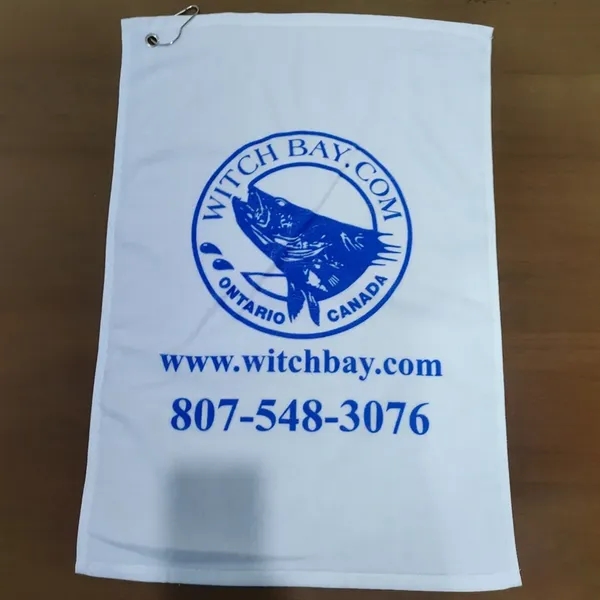 WITCH BAY.COM
ONTARIO CANADA
www.witchbay.com
807-548-3076